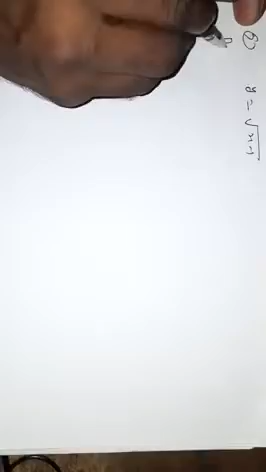 y = √(x-1)